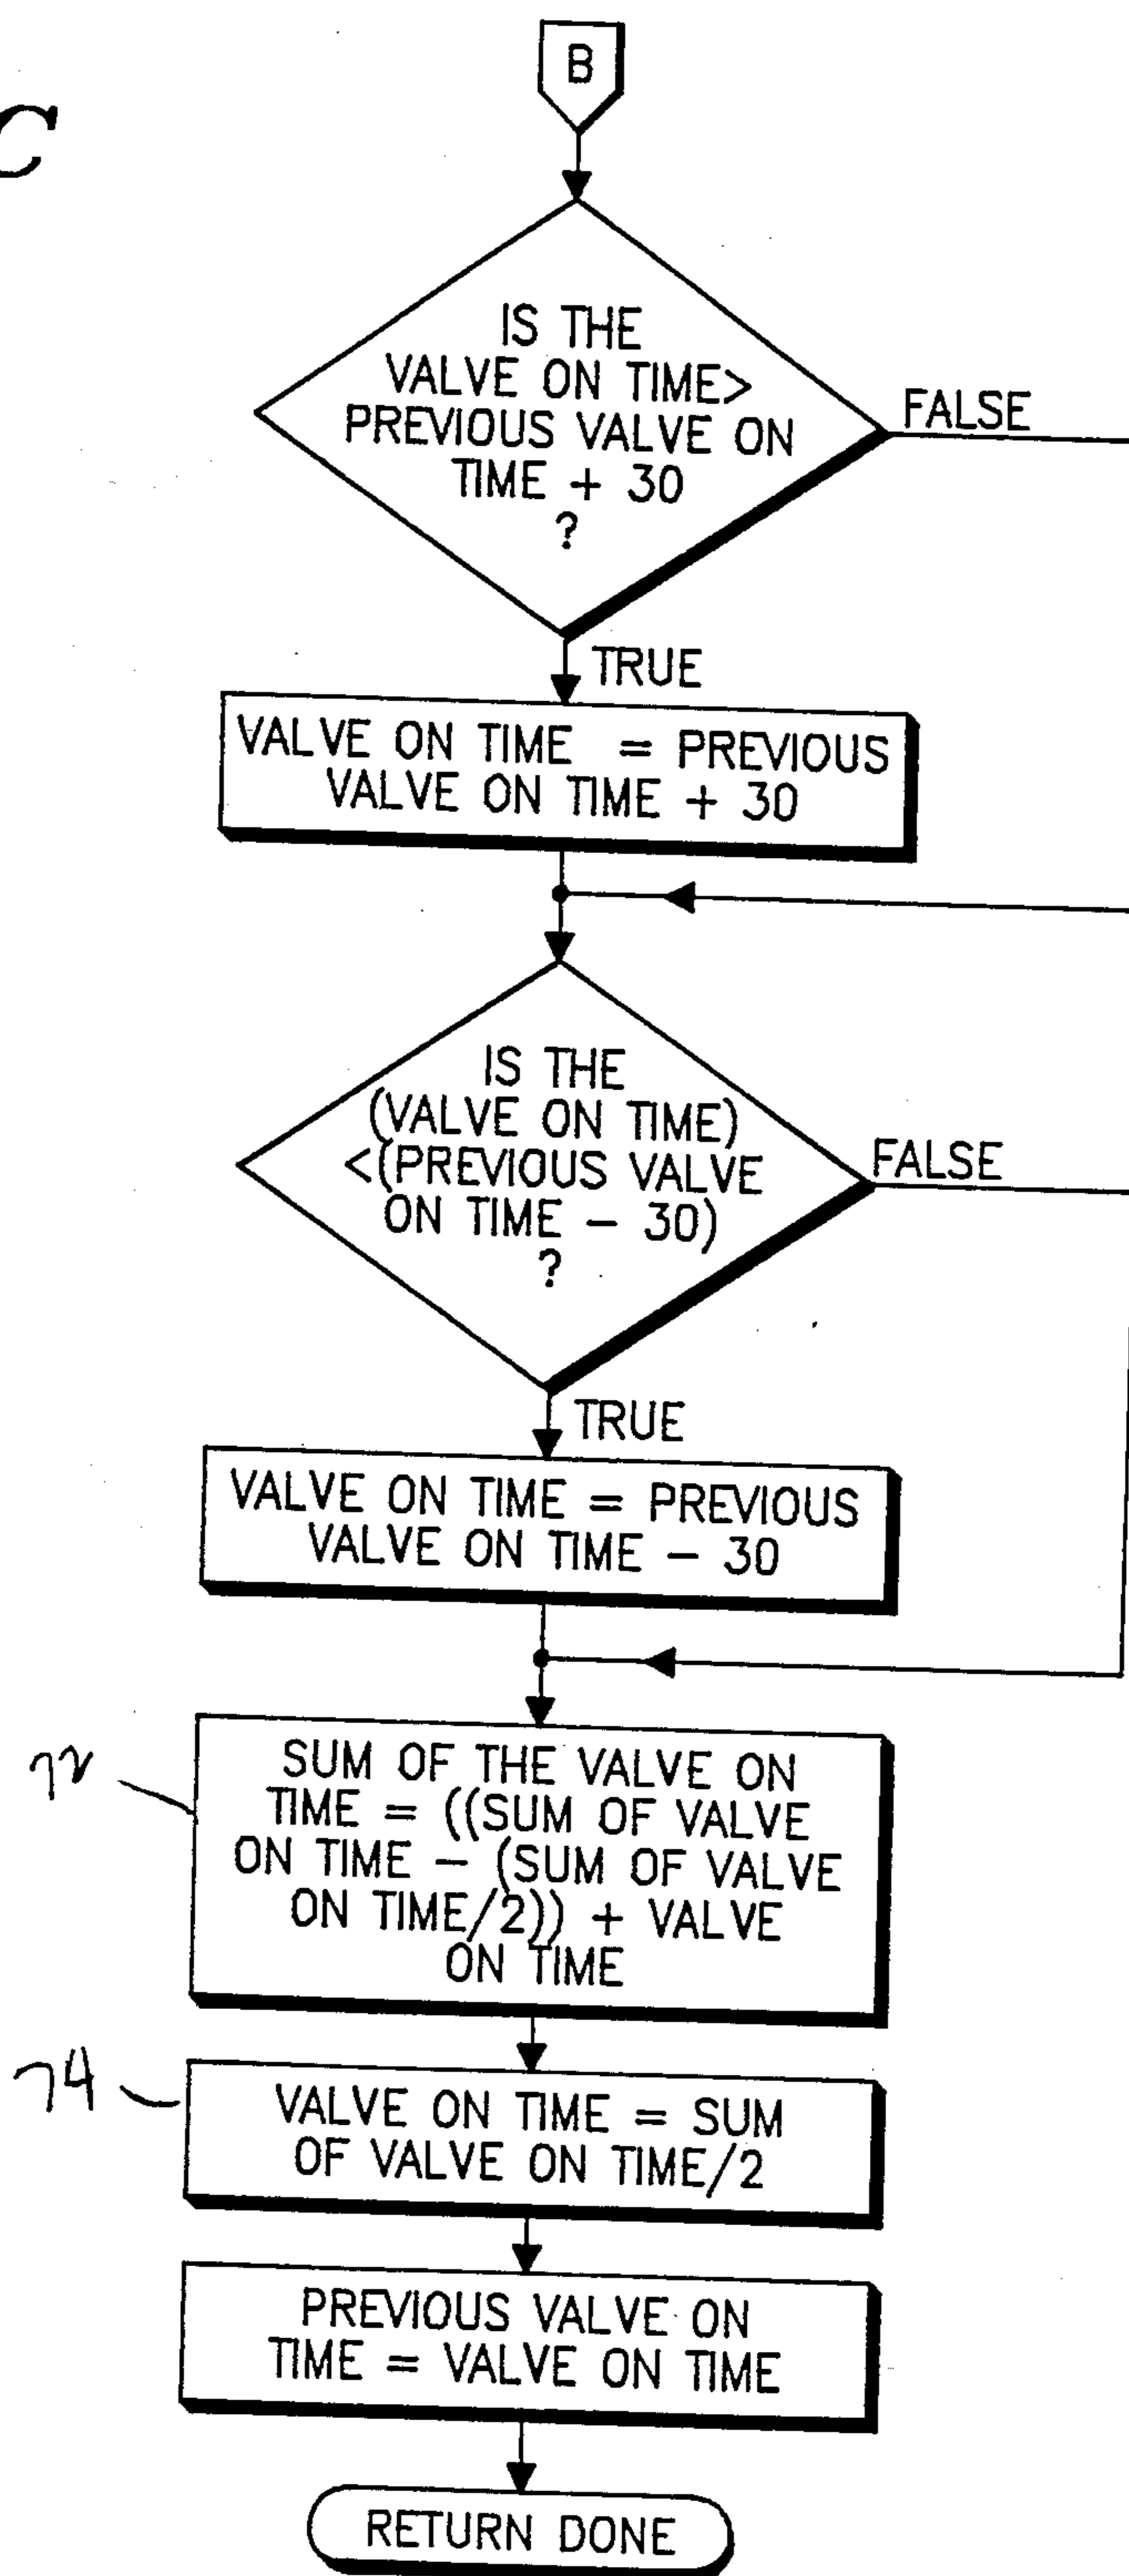 C
B
IS THE
VALVE ON TIME>
PREVIOUS VALVE ON
TIME + 30
?
FALSE
TRUE
VALVE ON TIME = PREVIOUS
VALVE ON TIME + 30
IS THE
(VALVE ON TIME)
<(PREVIOUS VALVE
ON TIME - 30)
?
FALSE
TRUE
VALVE ON TIME = PREVIOUS
VALVE ON TIME - 30
72
SUM OF THE VALVE ON
TIME = ((SUM OF VALVE
ON TIME - (SUM OF VALVE
ON TIME/2)) + VALVE
ON TIME
74
VALVE ON TIME = SUM
OF VALVE ON TIME/2
PREVIOUS VALVE ON
TIME = VALVE ON TIME
RETURN DONE